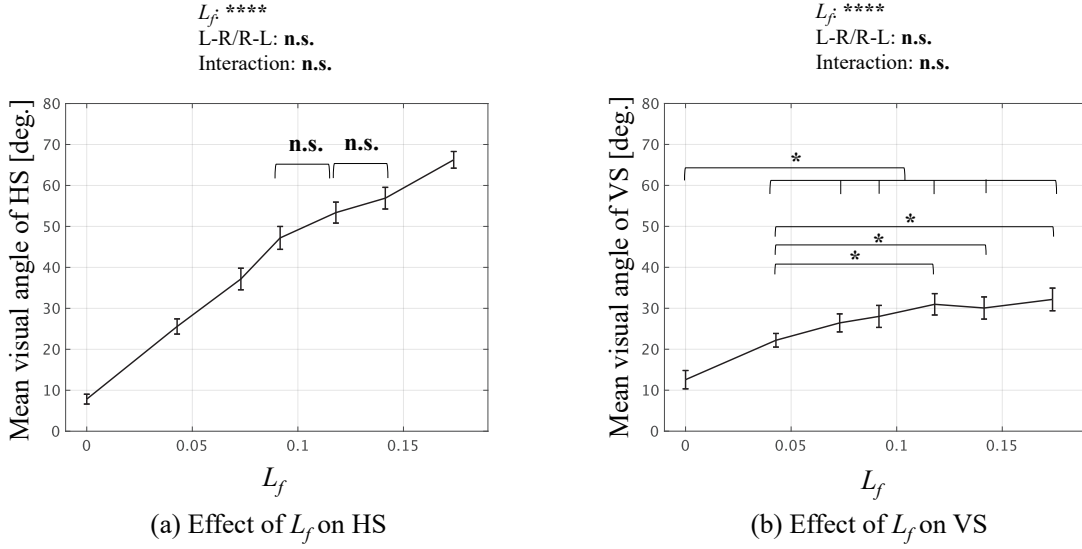 L_f: ****
L-R/R-L: n.s.
Interaction: n.s.
Mean visual angle of HS [deg.]
80
70
60
50
40
30
20
10
0
n.s.
n.s.
0
0.05
0.1
0.15
L_f
(a) Effect of L_f on HS
L_f: ****
L-R/R-L: n.s.
Interaction: n.s.
Mean visual angle of VS [deg.]
80
70
60
50
40
30
20
10
0
*
*
*
*
0
0.05
0.1
0.15
L_f
(b) Effect of L_f on VS